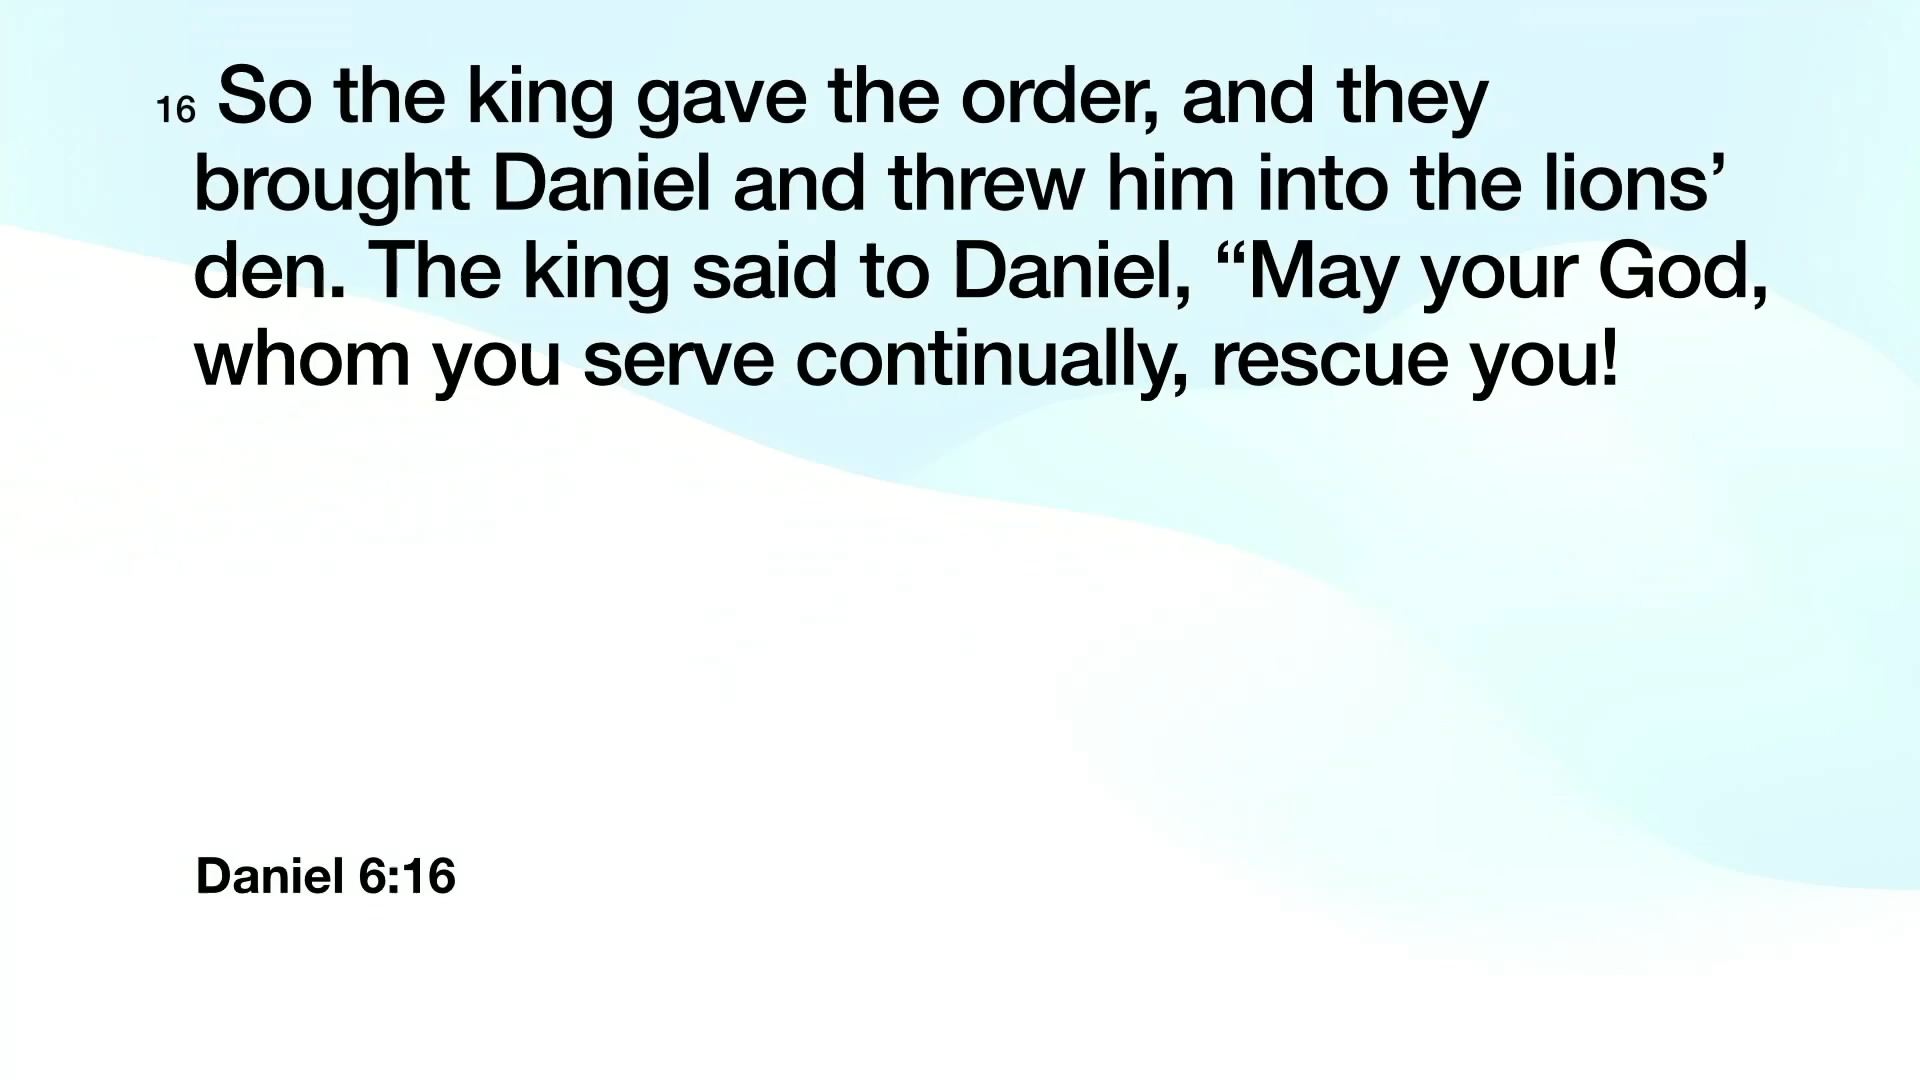 16 So the king gave the order, and they
brought Daniel and threw him into the lions’
den. The king said to Daniel, “May your God,
whom you serve continually, rescue you!
Daniel 6:16